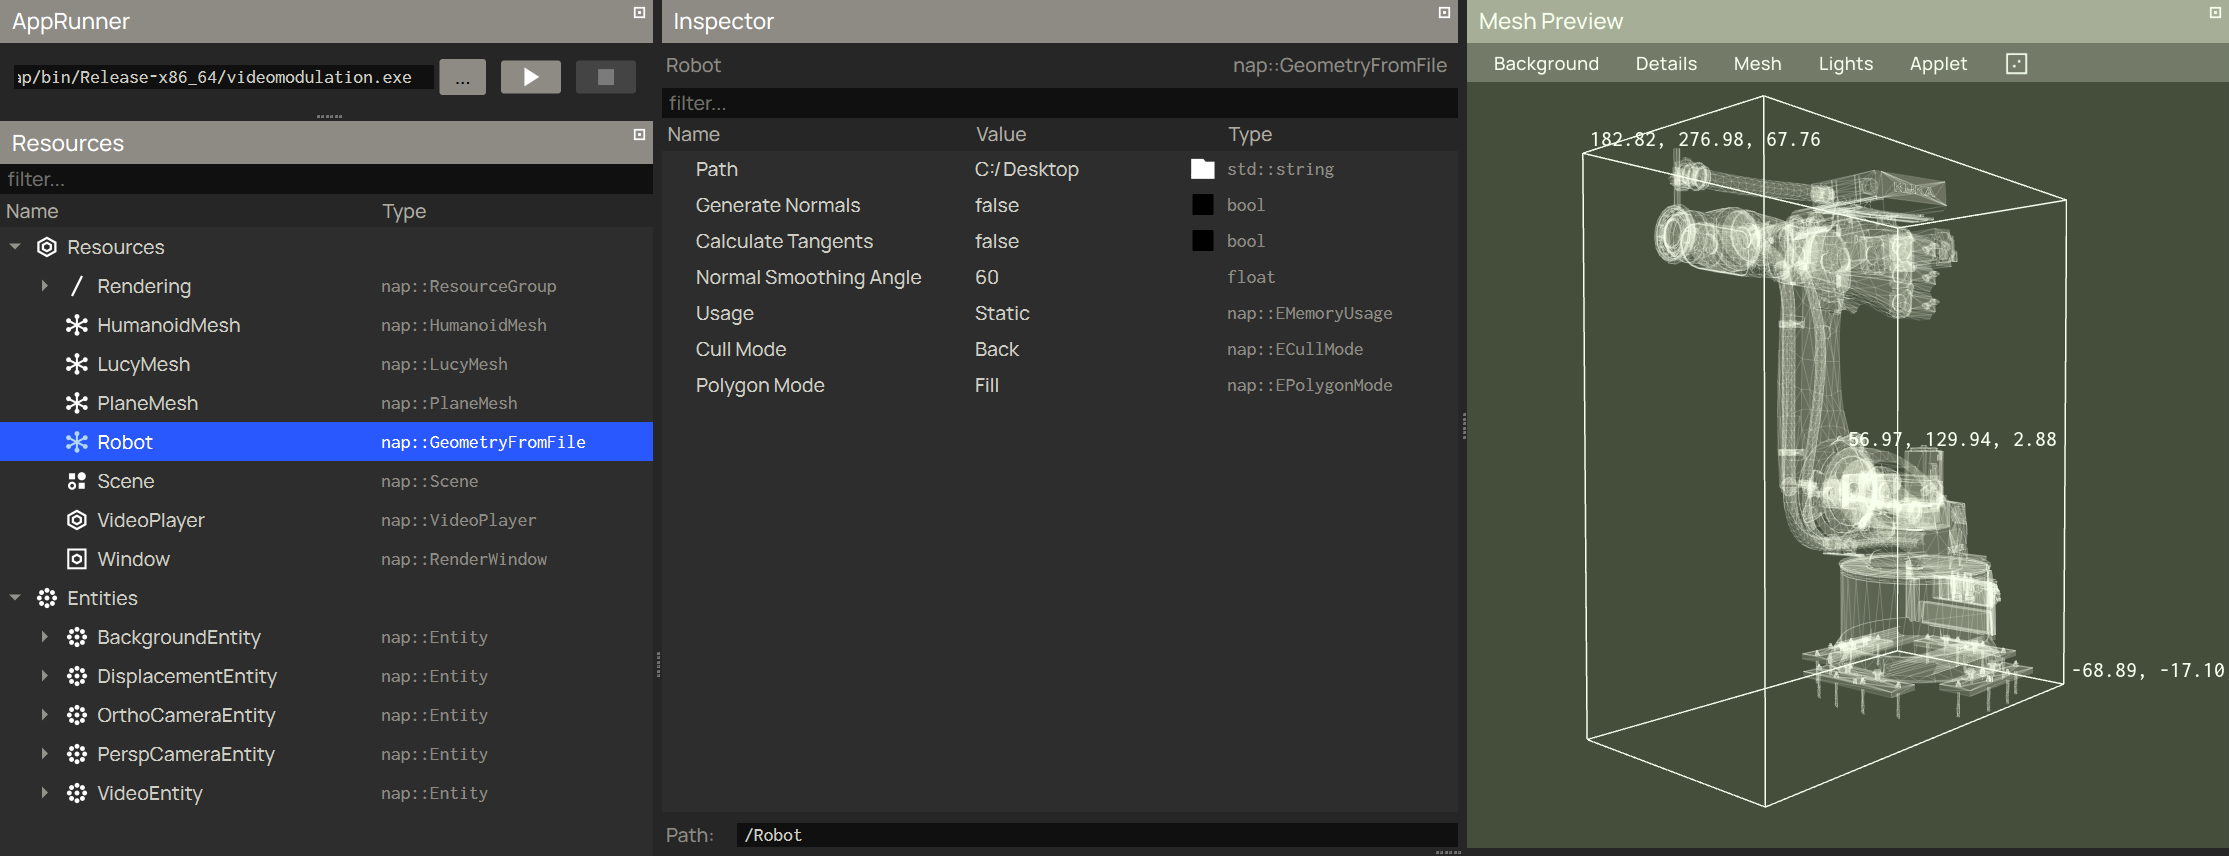 AppRunner
ap/bin/Release-x86_64/videomodulation.exe
...
Resources
filter...
Name Type
Resources
Rendering nap::ResourceGroup
HumanoidMesh nap::HumanoidMesh
LucyMesh nap::LucyMesh
PlaneMesh nap::PlaneMesh
Robot nap::GeometryFromFile
Scene nap::Scene
VideoPlayer nap::VideoPlayer
Window nap::RenderWindow
Entities
BackgroundEntity nap::Entity
DisplacementEntity nap::Entity
OrthoCameraEntity nap::Entity
PerspCameraEntity nap::Entity
VideoEntity nap::Entity
Inspector
Robot nap::GeometryFromFile
filter...
Name Value Type
Path C:/Desktop std::string
Generate Normals false bool
Calculate Tangents false bool
Normal Smoothing Angle 60 float
Usage Static nap::EMemoryUsage
Cull Mode Back nap::ECullMode
Polygon Mode Fill nap::EPolygonMode
Path: /Robot
Mesh Preview
Background Details Mesh Lights Applet
182.82, 276.98, 67.76
KUKA
56.97, 129.94, 2.88
-68.89, -17.10